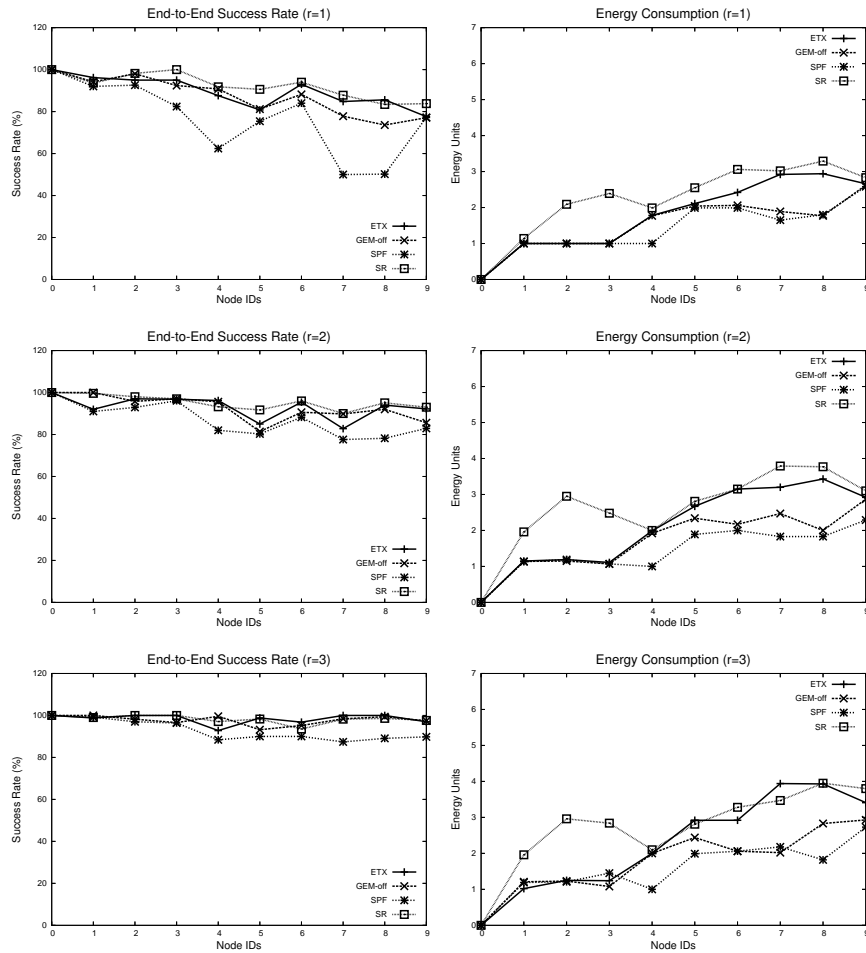 End-to-End Success Rate (r=1)
Success Rate (%)
120
100
80
60
40
20
0
0 1 2 3 4 5 6 7 8 9
Node IDs
ETX
GEM-off
SPF
SR
Energy Consumption (r=1)
Energy Units
7
6
5
4
3
2
1
0
0 1 2 3 4 5 6 7 8 9
Node IDs
ETX
GEM-off
SPF
SR
End-to-End Success Rate (r=2)
Success Rate (%)
120
100
80
60
40
20
0
0 1 2 3 4 5 6 7 8 9
Node IDs
ETX
GEM-off
SPF
SR
Energy Consumption (r=2)
Energy Units
7
6
5
4
3
2
1
0
0 1 2 3 4 5 6 7 8 9
Node IDs
ETX
GEM-off
SPF
SR
End-to-End Success Rate (r=3)
Success Rate (%)
120
100
80
60
40
20
0
0 1 2 3 4 5 6 7 8 9
Node IDs
ETX
GEM-off
SPF
SR
Energy Consumption (r=3)
Energy Units
7
6
5
4
3
2
1
0
0 1 2 3 4 5 6 7 8 9
Node IDs
ETX
GEM-off
SPF
SR